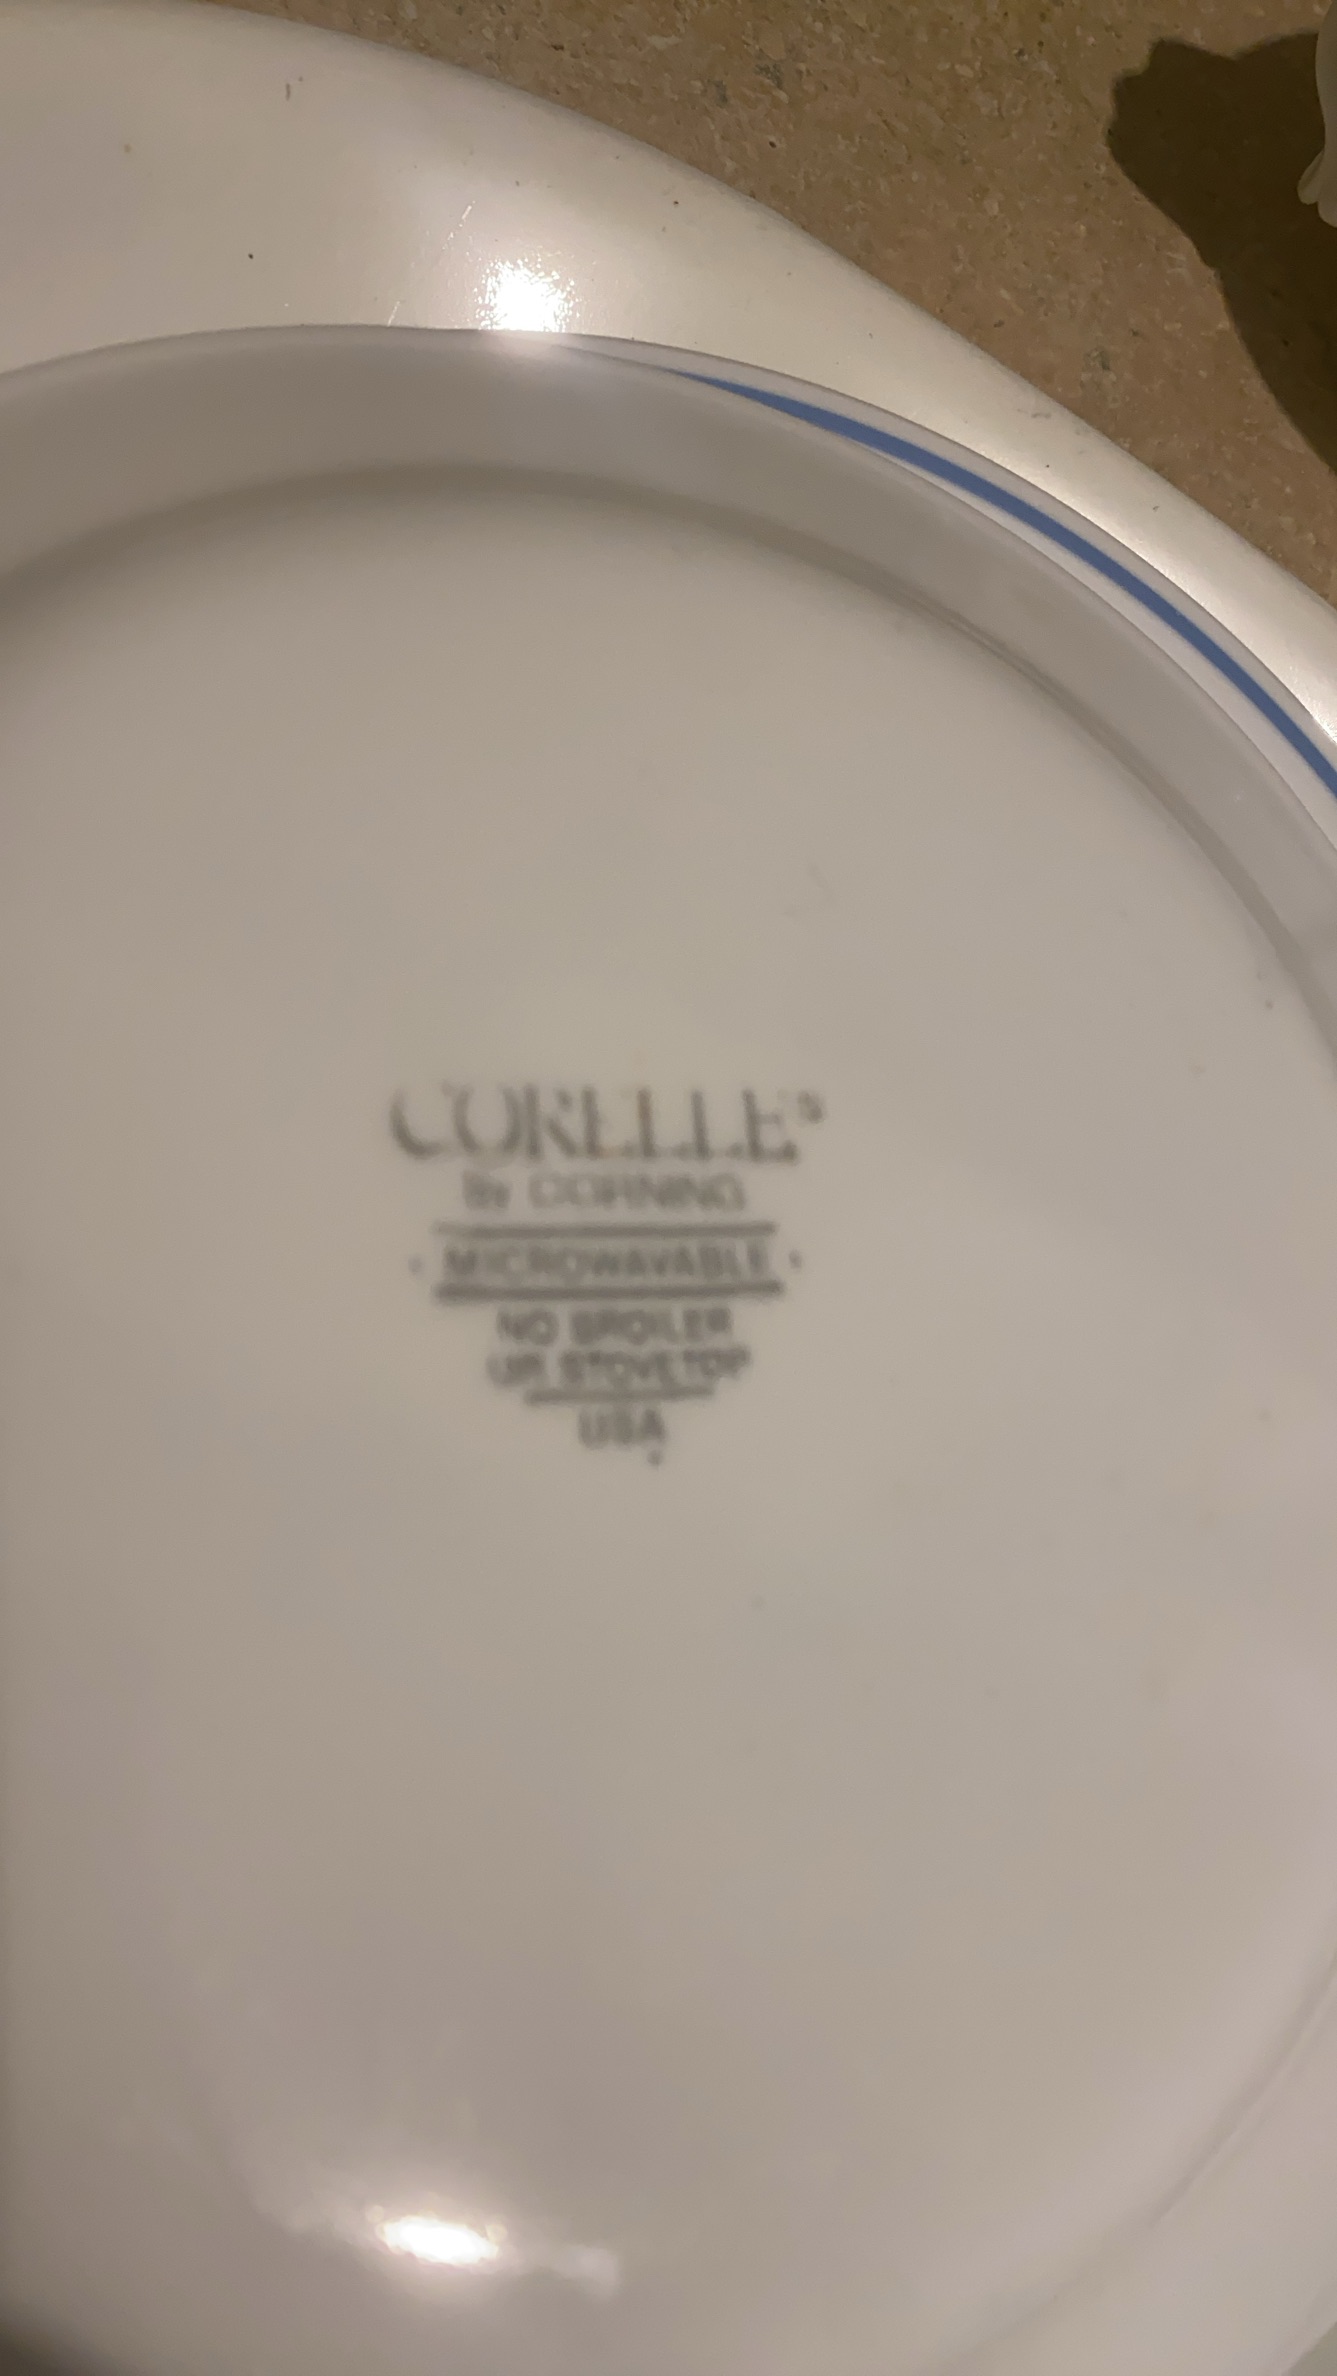 CORELLE®
By CORNING
· MICROWAVABLE ·
NO BROILER
OR STOVETOP
USA